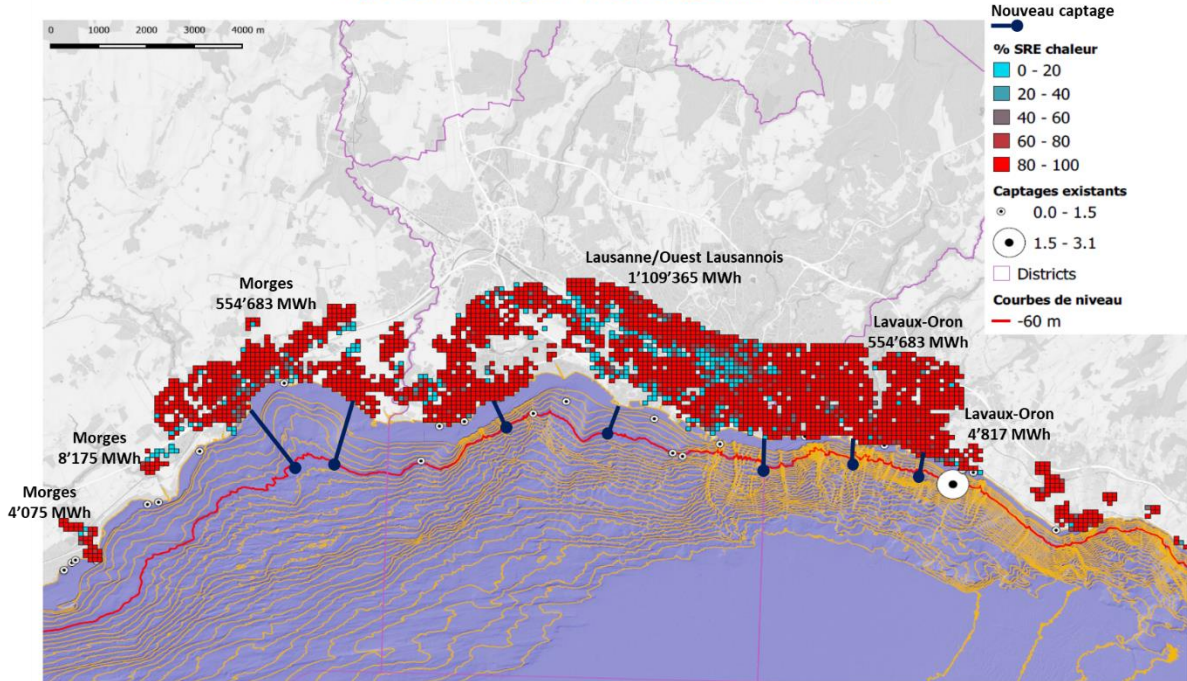 0 1000 2000 3000 4000 m
Nouveau captage
% SRE chaleur
0 - 20
20 - 40
40 - 60
60 - 80
80 - 100
Captages existants
0.0 - 1.5
1.5 - 3.1
Districts
Courbes de niveau
-60 m
Lausanne/Ouest Lausannois
1'109'365 MWh
Morges
554'683 MWh
Lavaux-Oron
554'683 MWh
Lavaux-Oron
4'817 MWh
Morges
8'175 MWh
Morges
4'075 MWh